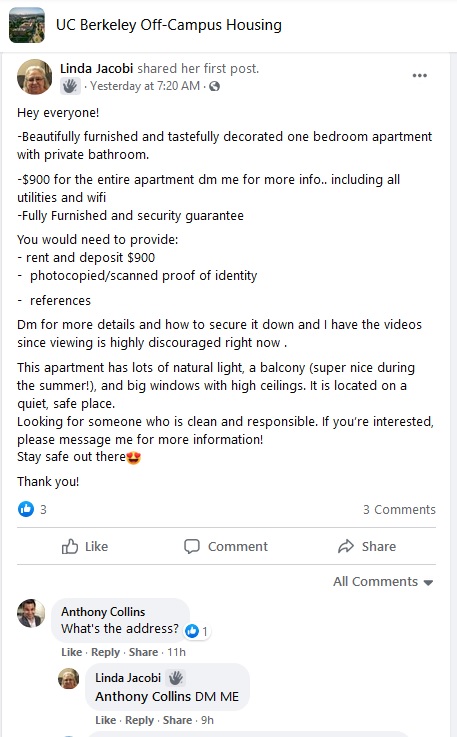 UC Berkeley Off-Campus Housing
Linda Jacobi shared her first post.
· Yesterday at 7:20 AM ·
Hey everyone!
-Beautifully furnished and tastefully decorated one bedroom apartment
with private bathroom.
-$900 for the entire apartment dm me for more info.. including all
utilities and wifi
-Fully Furnished and security guarantee
You would need to provide:
- rent and deposit $900
- photocopied/scanned proof of identity
- references
Dm for more details and how to secure it down and I have the videos
since viewing is highly discouraged right now .
This apartment has lots of natural light, a balcony (super nice during
the summer!), and big windows with high ceilings. It is located on a
quiet, safe place.
Looking for someone who is clean and responsible. If you're interested,
please message me for more information!
Stay safe out there😍
Thank you!
3
3 Comments
Like
Comment
Share
All Comments
Anthony Collins
What's the address?
1
Like · Reply · Share · 11h
Linda Jacobi
Anthony Collins DM ME
Like · Reply · Share · 9h